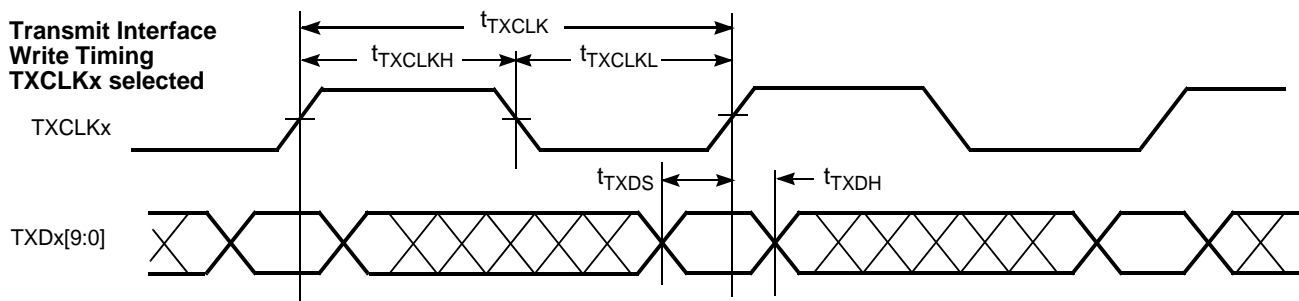 Transmit Interface
Write Timing
TXCLKx selected
tTXCLK
tTXCLKH
tTXCLKL
TXCLKx
tTXDS
tTXDH
TXDx[9:0]